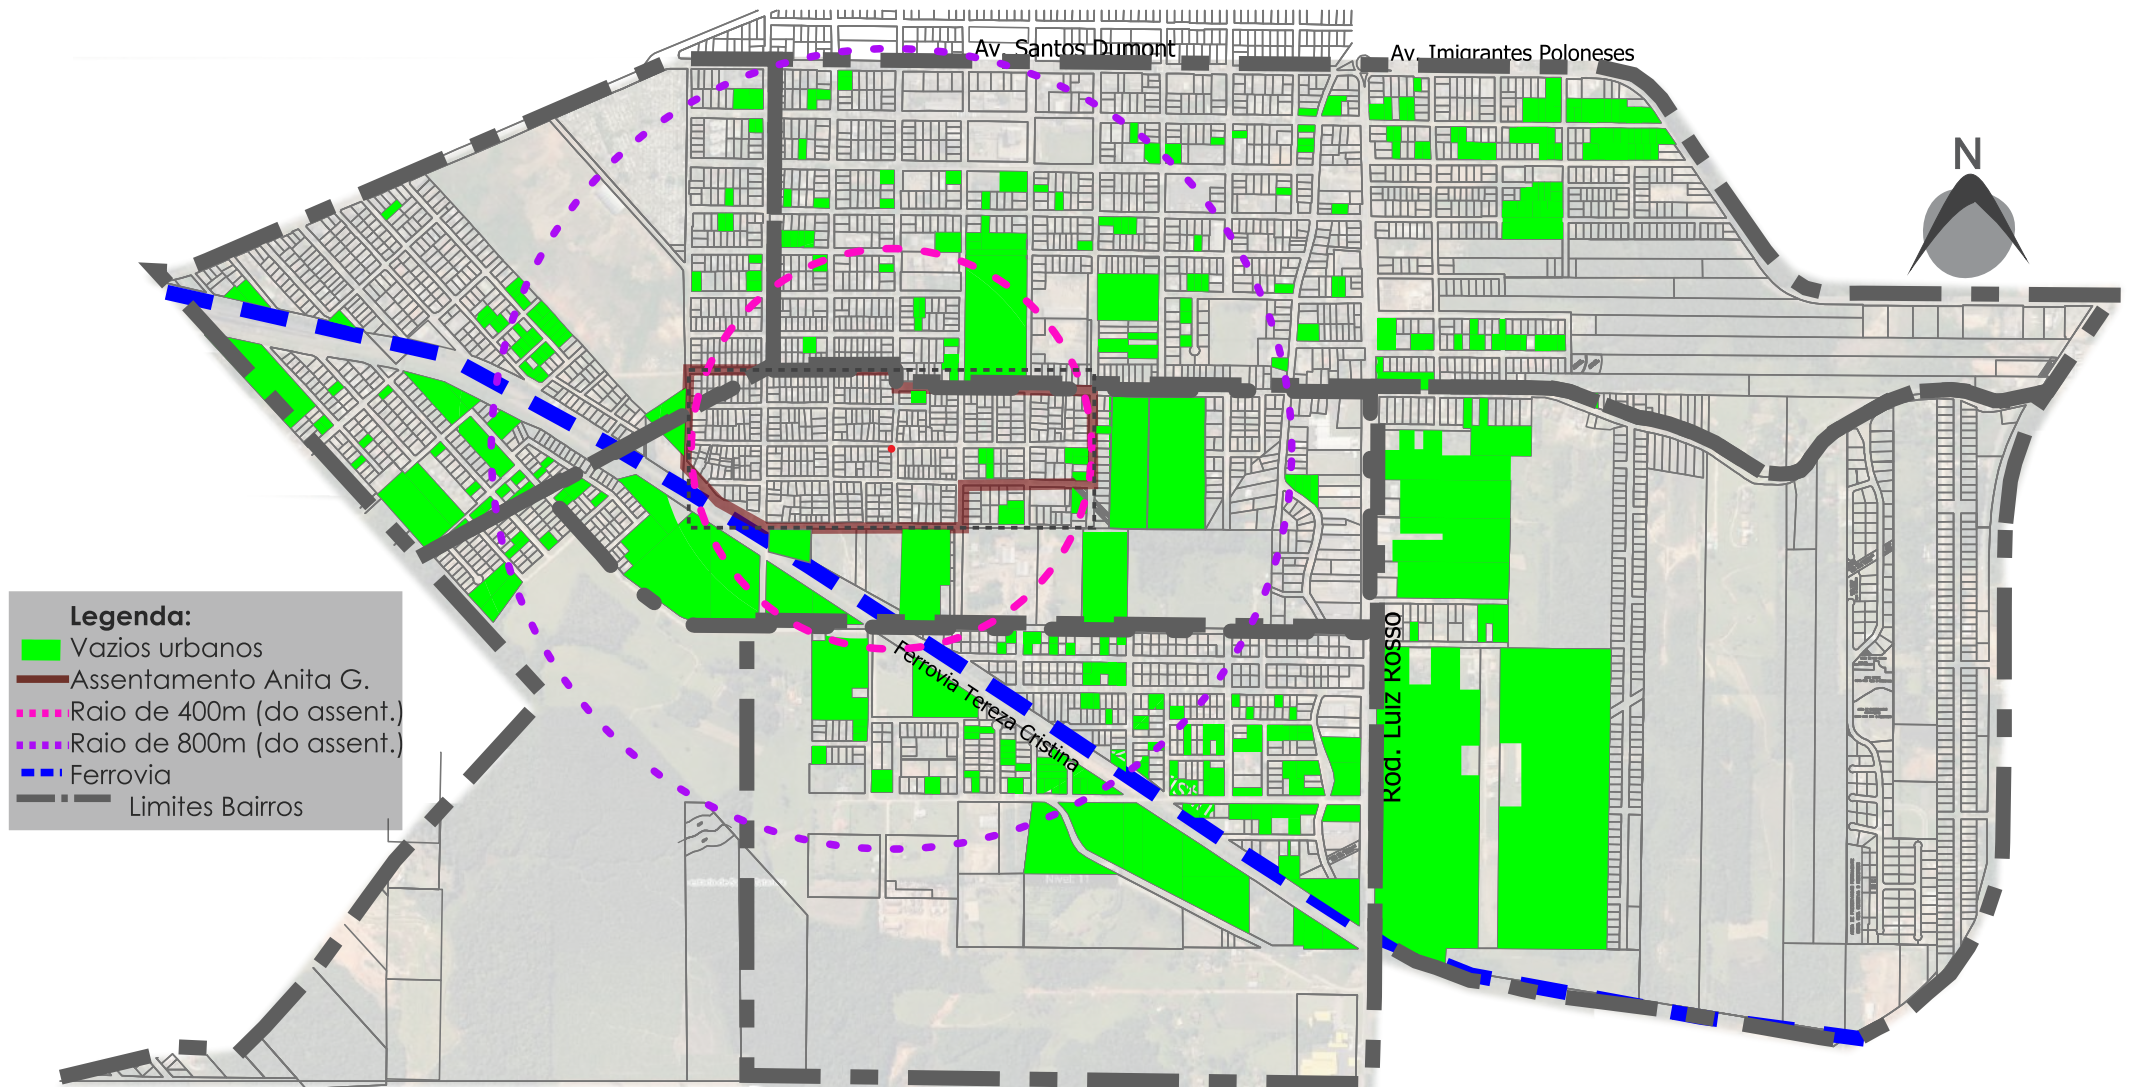 Av. Santos Dumont
Av. Imigrantes Poloneses
N
Legenda:
Vazios urbanos
Assentamento Anita G.
Raio de 400m (do assent.)
Raio de 800m (do assent.)
Ferrovia
Limites Bairros
Ferrovia Tereza Cristina
Rod. Luiz Rosso